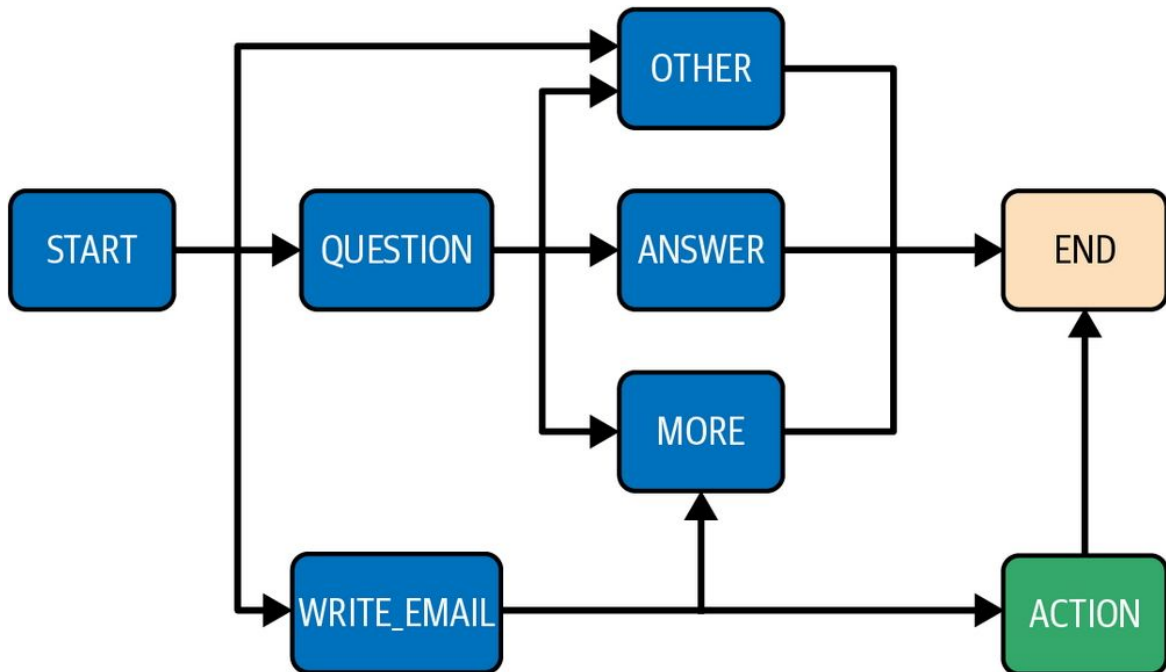 OTHER
START
QUESTION
ANSWER
END
MORE
WRITE_EMAIL
ACTION